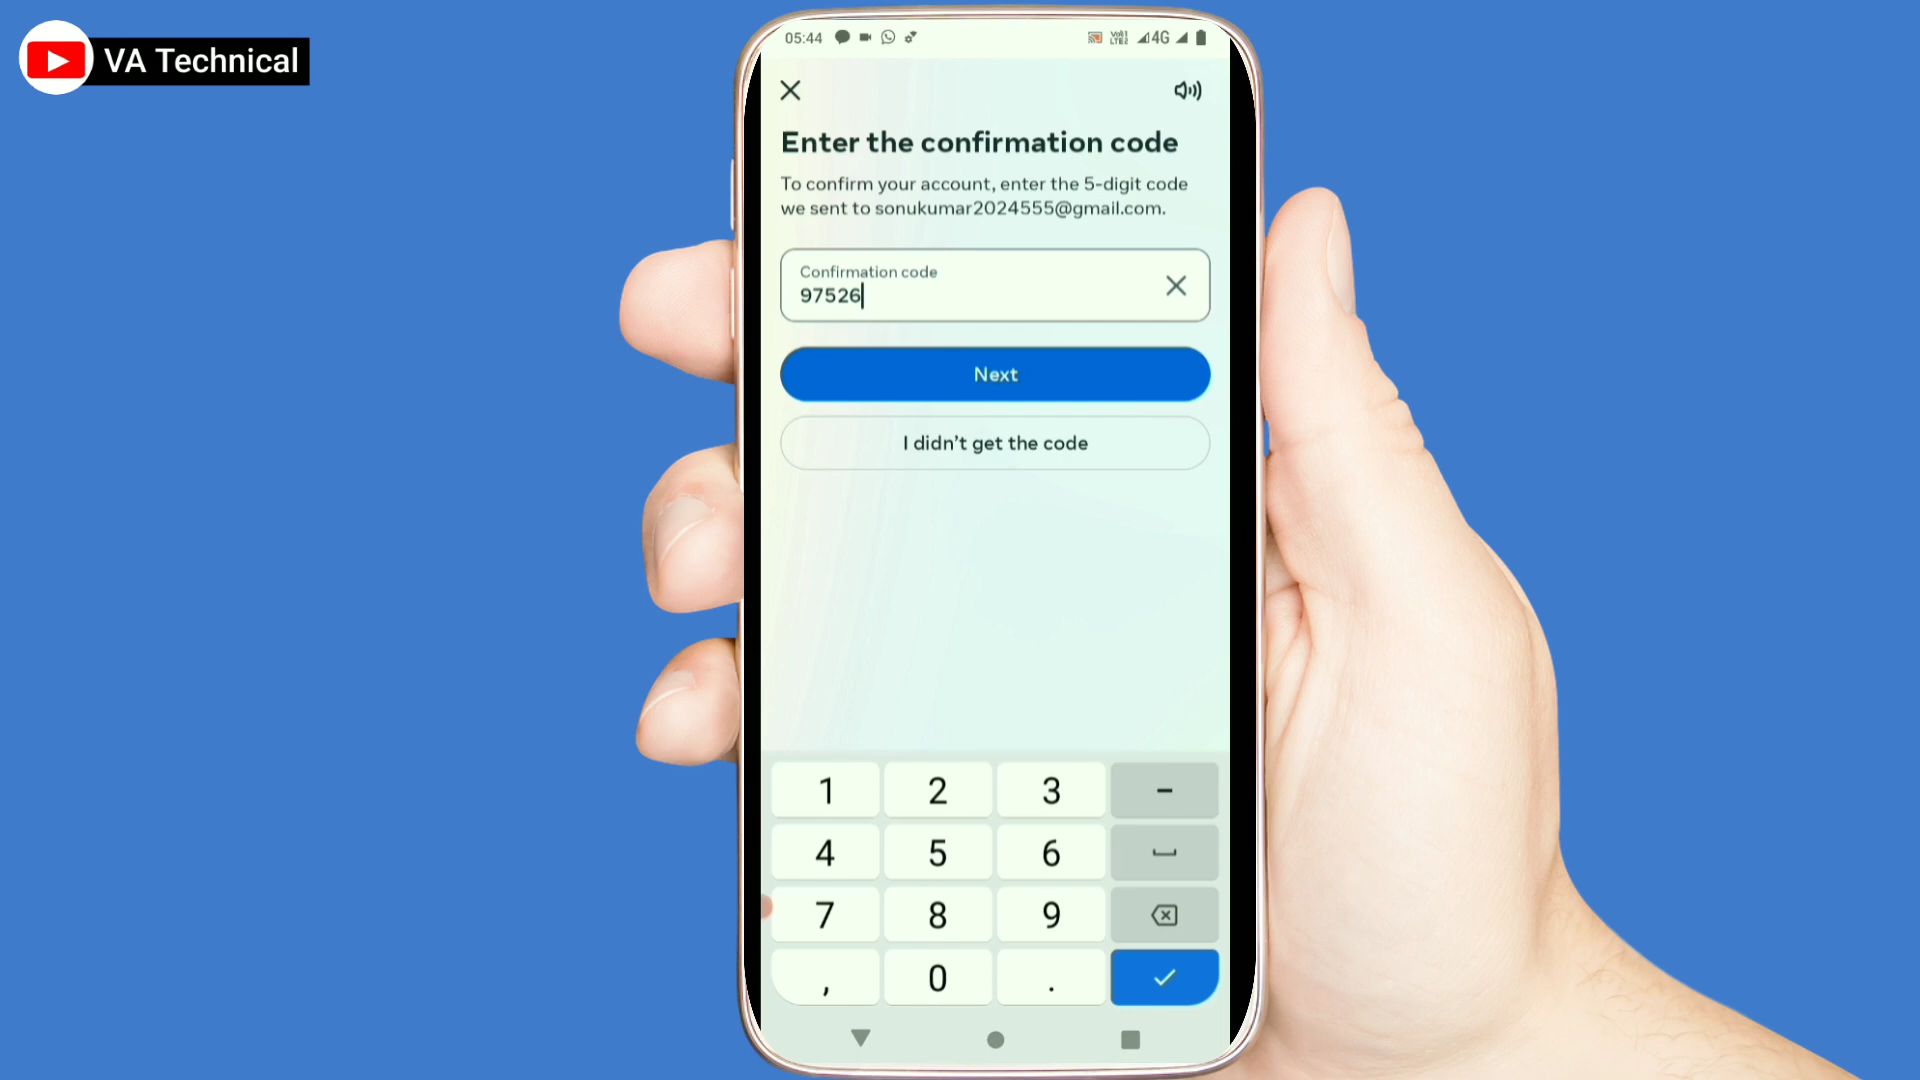 VA Technical
05:44
Vo1)
LTE2
4G
Enter the confirmation code
To confirm your account, enter the 5-digit code
we sent to sonukumar2024555@gmail.com.
Confirmation code
97526
Next
I didn’t get the code
1 2 3 -
4 5 6
7 8 9
, 0 .